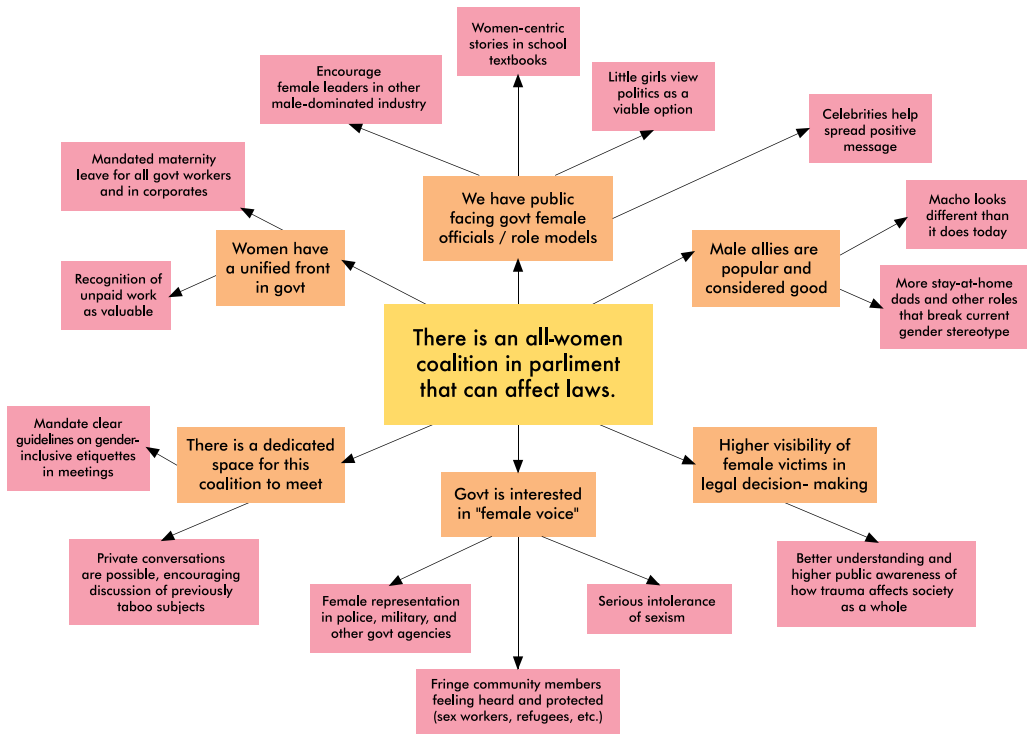 Women-centric
stories in school
textbooks
Encourage
female leaders in other
male-dominated industry
Little girls view
politics as a
viable option
Celebrities help
spread positive
message
Mandated maternity
leave for all govt workers
and in corporates
We have public
facing govt female
officials / role models
Macho looks
different than
it does today
Women have
a unified front
in govt
Male allies are
popular and
considered good
Recognition of
unpaid work
as valuable
More stay-at-home
dads and other roles
that break current
gender stereotype
There is an all-women
coalition in parliment
that can affect laws.
Mandate clear
guidelines on gender-
inclusive etiquettes
in meetings
There is a dedicated
space for this
coalition to meet
Higher visibility of
female victims in
legal decision- making
Govt is interested
in "female voice"
Private conversations
are possible, encouraging
discussion of previously
taboo subjects
Better understanding and
higher public awareness of
how trauma affects society
as a whole
Female representation
in police, military, and
other govt agencies
Serious intolerance
of sexism
Fringe community members
feeling heard and protected
(sex workers, refugees, etc.)